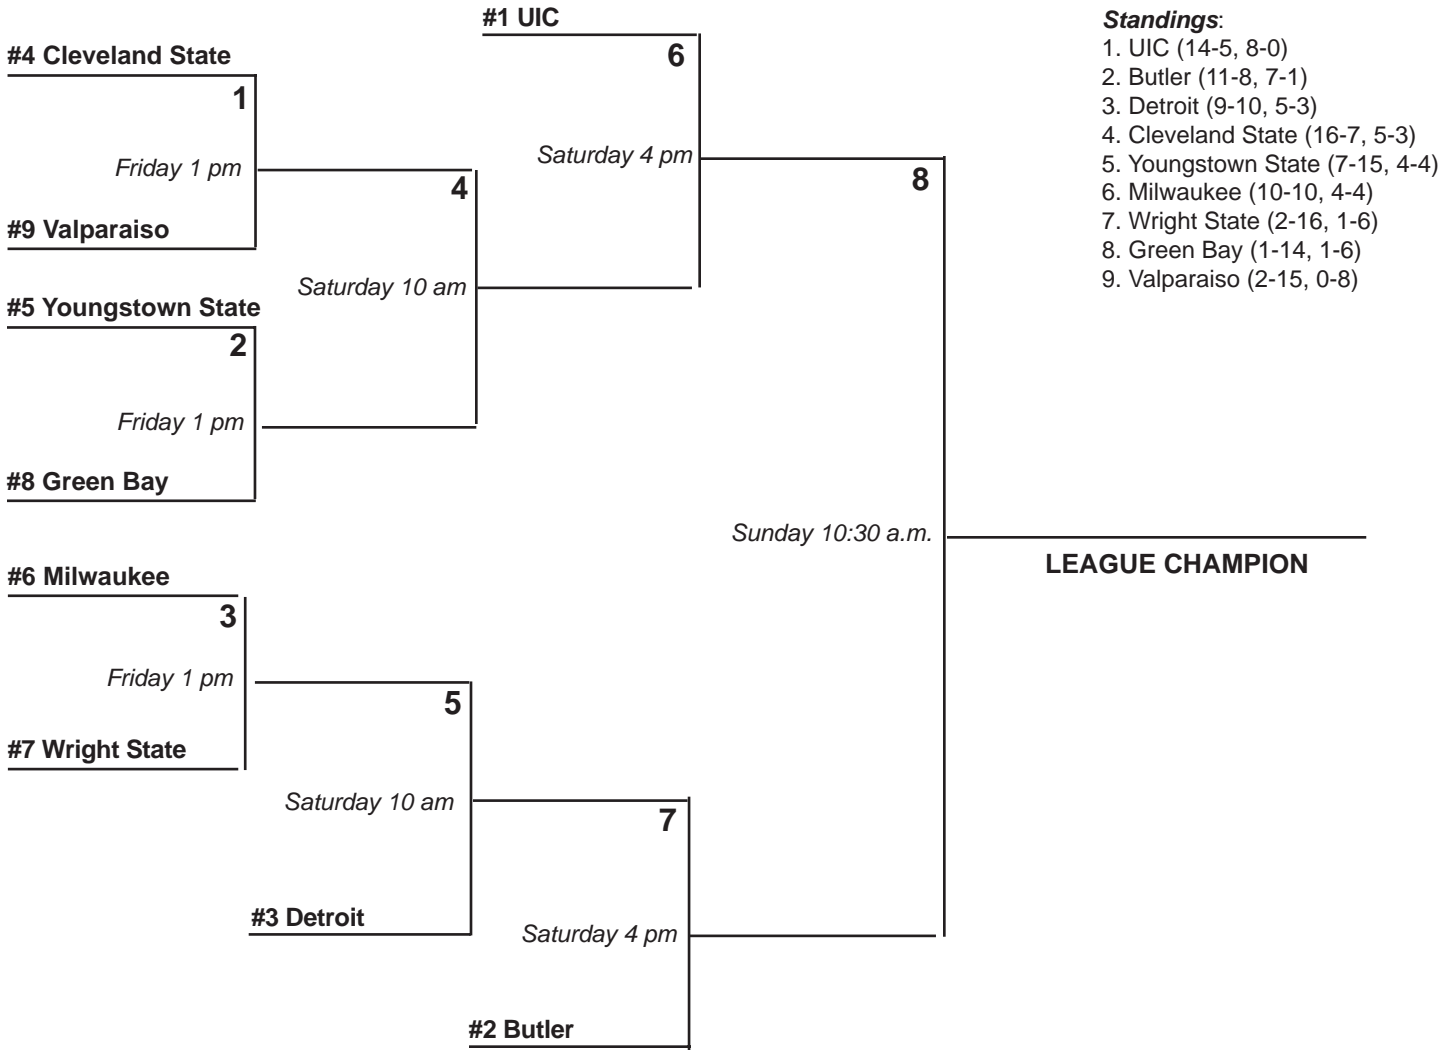 #1 UIC
Standings:
1. UIC (14-5, 8-0)
2. Butler (11-8, 7-1)
3. Detroit (9-10, 5-3)
4. Cleveland State (16-7, 5-3)
5. Youngstown State (7-15, 4-4)
6. Milwaukee (10-10, 4-4)
7. Wright State (2-16, 1-6)
8. Green Bay (1-14, 1-6)
9. Valparaiso (2-15, 0-8)
#4 Cleveland State
1
Friday 1 pm
#9 Valparaiso
#5 Youngstown State
2
Friday 1 pm
#8 Green Bay
4
Saturday 10 am
6
Saturday 4 pm
8
Sunday 10:30 a.m.
LEAGUE CHAMPION
#6 Milwaukee
3
Friday 1 pm
#7 Wright State
5
Saturday 10 am
#3 Detroit
7
Saturday 4 pm
#2 Butler